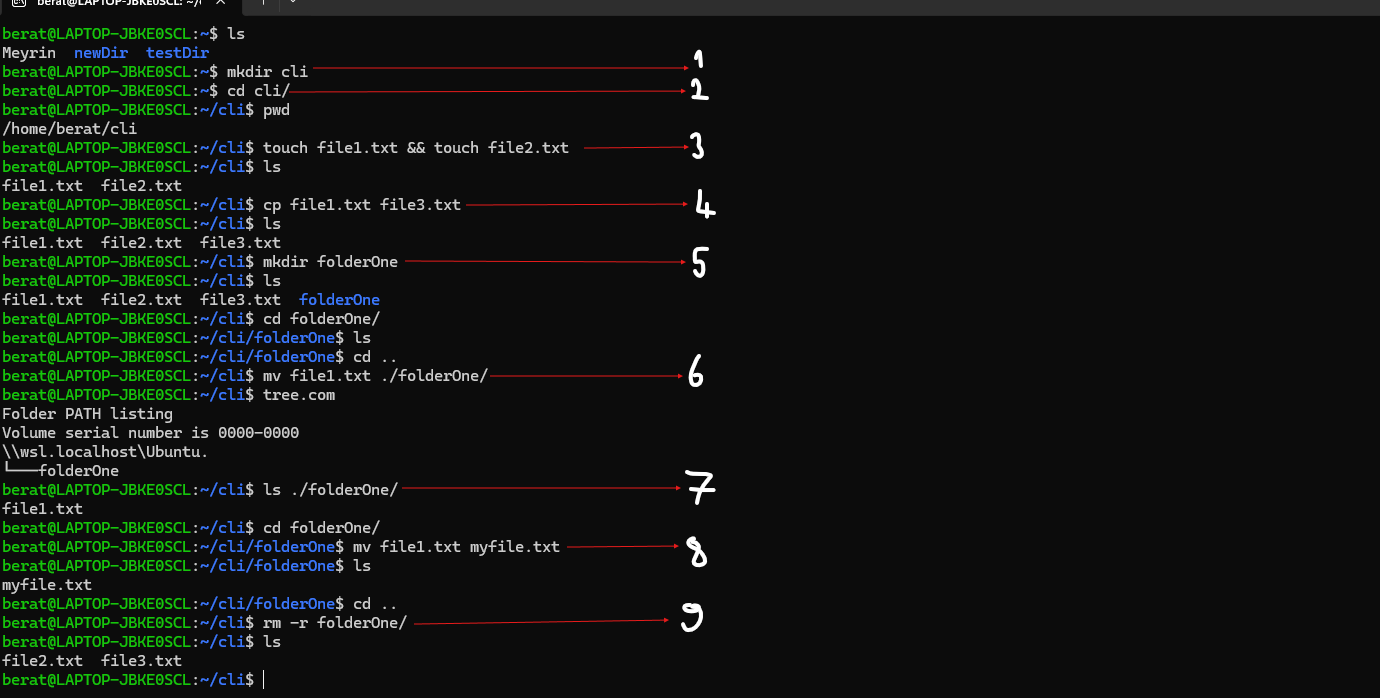 berat@LAPTOP-JBKE0SCL: ~/
berat@LAPTOP-JBKE0SCL:~$ ls
Meyrin  newDir  testDir
berat@LAPTOP-JBKE0SCL:~$ mkdir cli 1
berat@LAPTOP-JBKE0SCL:~$ cd cli/ 2
berat@LAPTOP-JBKE0SCL:~/cli$ pwd
/home/berat/cli
berat@LAPTOP-JBKE0SCL:~/cli$ touch file1.txt && touch file2.txt 3
berat@LAPTOP-JBKE0SCL:~/cli$ ls
file1.txt  file2.txt
berat@LAPTOP-JBKE0SCL:~/cli$ cp file1.txt file3.txt 4
berat@LAPTOP-JBKE0SCL:~/cli$ ls
file1.txt  file2.txt  file3.txt
berat@LAPTOP-JBKE0SCL:~/cli$ mkdir folderOne 5
berat@LAPTOP-JBKE0SCL:~/cli$ ls
file1.txt  file2.txt  file3.txt  folderOne
berat@LAPTOP-JBKE0SCL:~/cli$ cd folderOne/
berat@LAPTOP-JBKE0SCL:~/cli/folderOne$ ls
berat@LAPTOP-JBKE0SCL:~/cli/folderOne$ cd ..
berat@LAPTOP-JBKE0SCL:~/cli$ mv file1.txt ./folderOne/ 6
berat@LAPTOP-JBKE0SCL:~/cli$ tree.com
Folder PATH listing
Volume serial number is 0000-0000
\\wsl.localhost\Ubuntu.
└───folderOne
berat@LAPTOP-JBKE0SCL:~/cli$ ls ./folderOne/ 7
file1.txt
berat@LAPTOP-JBKE0SCL:~/cli$ cd folderOne/
berat@LAPTOP-JBKE0SCL:~/cli/folderOne$ mv file1.txt myfile.txt 8
berat@LAPTOP-JBKE0SCL:~/cli/folderOne$ ls
myfile.txt
berat@LAPTOP-JBKE0SCL:~/cli/folderOne$ cd ..
berat@LAPTOP-JBKE0SCL:~/cli$ rm -r folderOne/ 9
berat@LAPTOP-JBKE0SCL:~/cli$ ls
file2.txt  file3.txt
berat@LAPTOP-JBKE0SCL:~/cli$